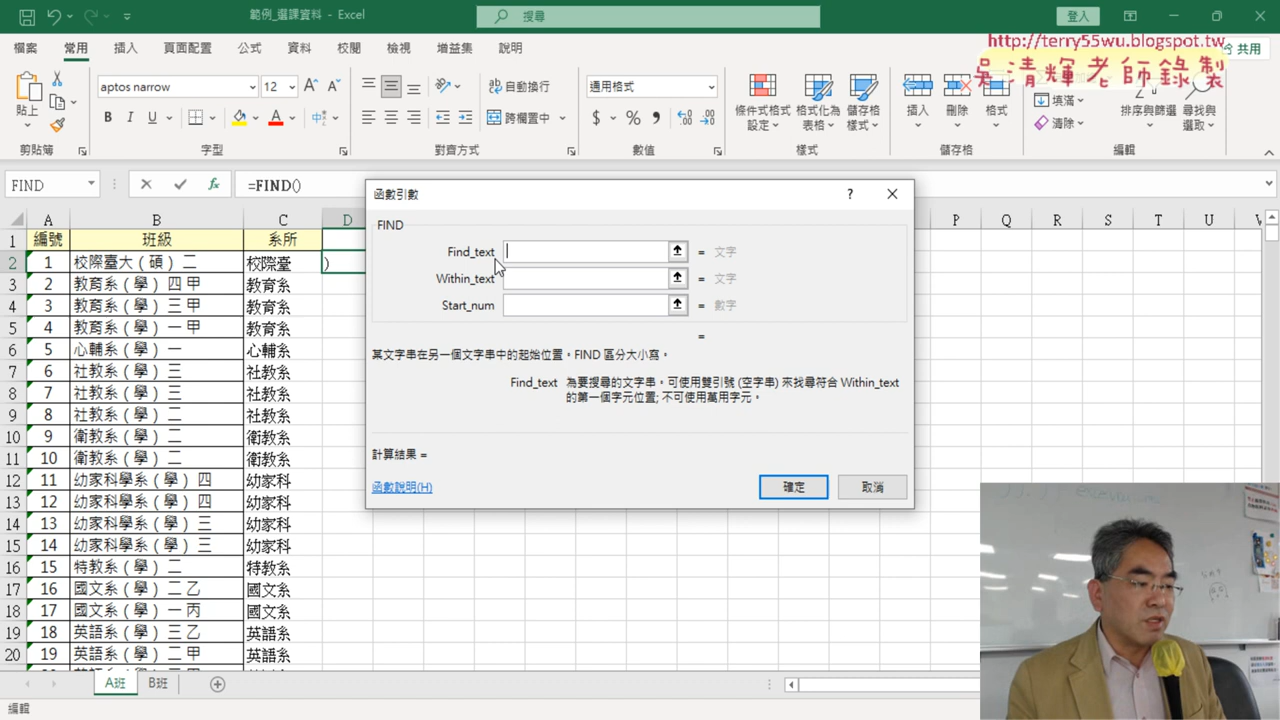 範例_選課資料 - Excel
搜尋
登入
http://terry55wu.blogspot.tw
吳清輝老師錄製
檔案 常用 插入 頁面配置 公式 資料 校閱 檢視 增益集 說明 共用
貼上 aptos narrow 12 自動換行 通用格式 條件式格式設定 格式化為表格 儲存格樣式 插入 刪除 格式 填滿 排序與篩選 尋找與選取
B I U A 跨欄置中 $ % 清除
剪貼簿 字型 對齊方式 數值 樣式 儲存格 編輯
FIND =FIND()
A B C D P Q R S T U
1 編號 班級 系所
2 1 校際臺大(碩)二 校際臺 )
3 2 教育系(學)四甲 教育系
4 3 教育系(學)三甲 教育系
5 4 教育系(學)一甲 教育系
6 5 心輔系(學)一 心輔系
7 6 社教系(學)三 社教系
8 7 社教系(學)三 社教系
9 8 社教系(學)二 社教系
10 9 衛教系(學)二 衛教系
11 10 衛教系(學)二 衛教系
12 11 幼家科學系(學)四 幼家科
13 12 幼家科學系(學)四 幼家科
14 13 幼家科學系(學)三 幼家科
15 14 幼家科學系(學)三 幼家科
16 15 特教系(學)二 特教系
17 16 國文系(學)二乙 國文系
18 17 國文系(學)一丙 國文系
19 18 英語系(學)三乙 英語系
20 19 英語系(學)二甲 英語系
函數引數 ?
FIND
Find_text = 文字
Within_text = 文字
Start_num = 數字
=
某文字串在另一個文字串中的起始位置。FIND 區分大小寫。
Find_text 為要搜尋的文字串。可使用雙引號 (空字串) 來找尋符合 Within_text
的第一個字元位置; 不可使用萬用字元。
計算結果 =
函數說明(H) 確定 取消
A班 B班
編輯